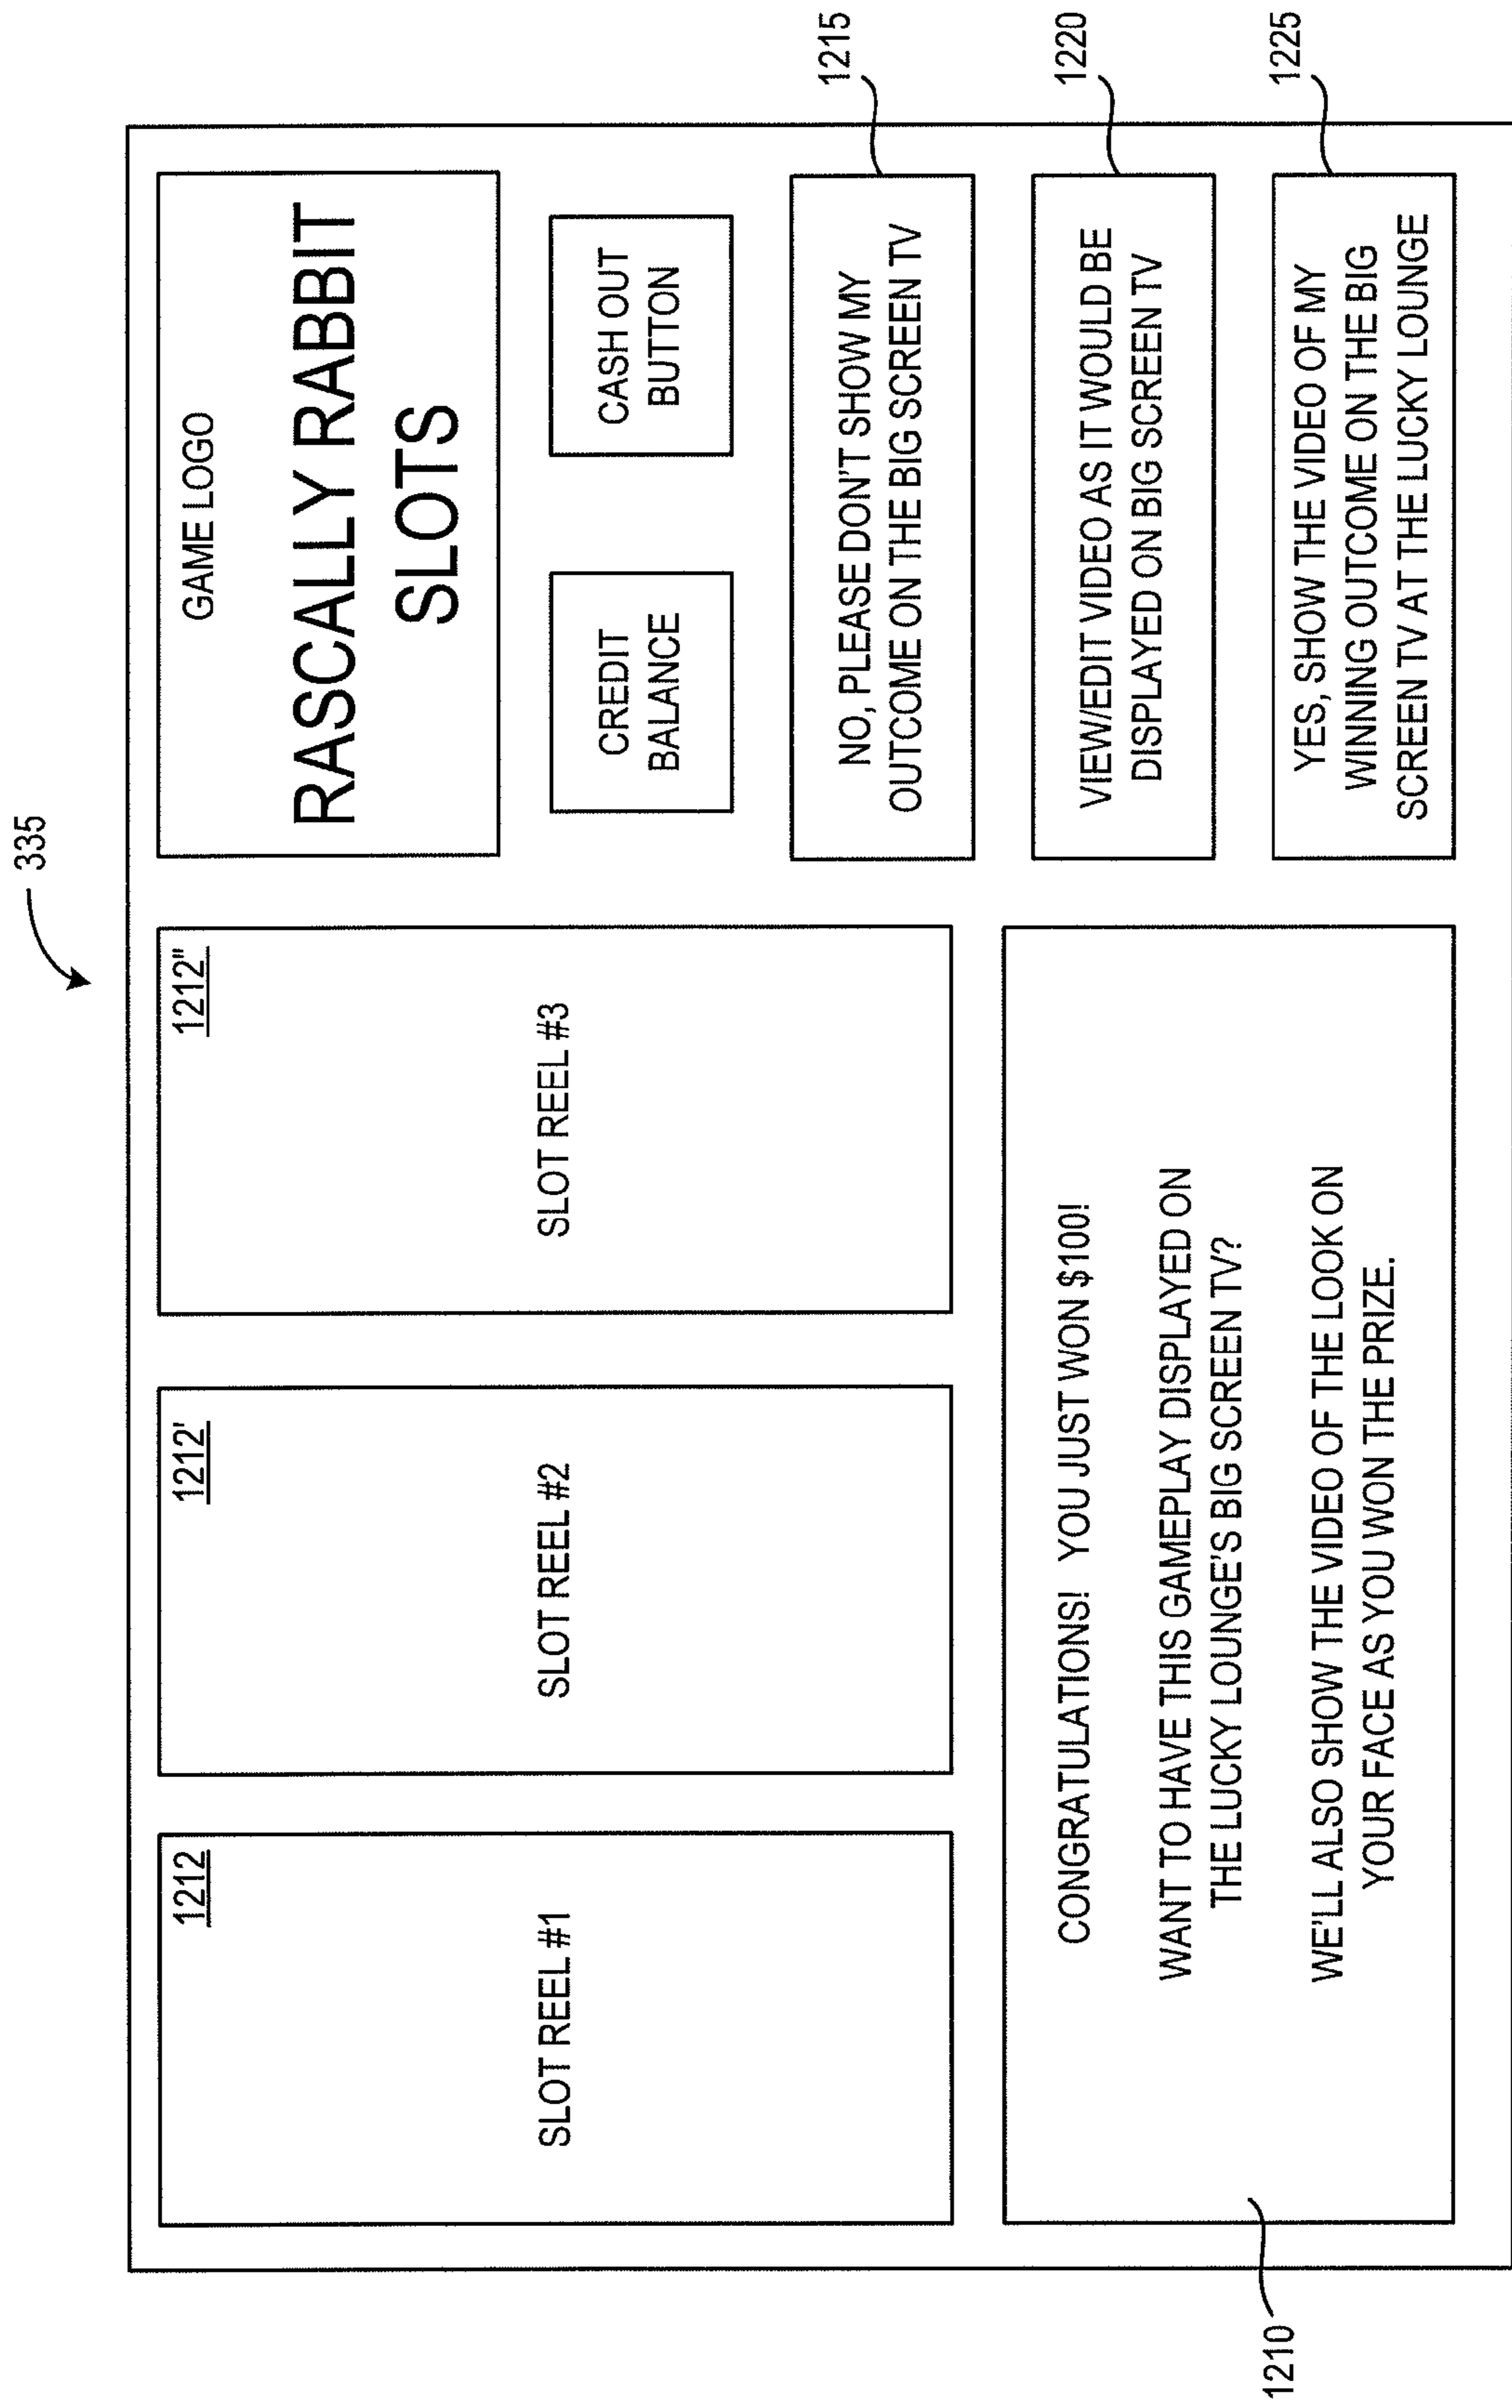 335
1212
SLOT REEL #1
1212'
SLOT REEL #2
1212"
SLOT REEL #3
GAME LOGO
RASCALLY RABBIT
SLOTS
CREDIT
BALANCE
CASH OUT
BUTTON
NO, PLEASE DON'T SHOW MY
OUTCOME ON THE BIG SCREEN TV
1215
VIEW/EDIT VIDEO AS IT WOULD BE
DISPLAYED ON BIG SCREEN TV
1220
YES, SHOW THE VIDEO OF MY
WINNING OUTCOME ON THE BIG
SCREEN TV AT THE LUCKY LOUNGE
1225
CONGRATULATIONS! YOU JUST WON $100!
WANT TO HAVE THIS GAMEPLAY DISPLAYED ON
THE LUCKY LOUNGE'S BIG SCREEN TV?
WE'LL ALSO SHOW THE VIDEO OF THE LOOK ON
YOUR FACE AS YOU WON THE PRIZE.
1210